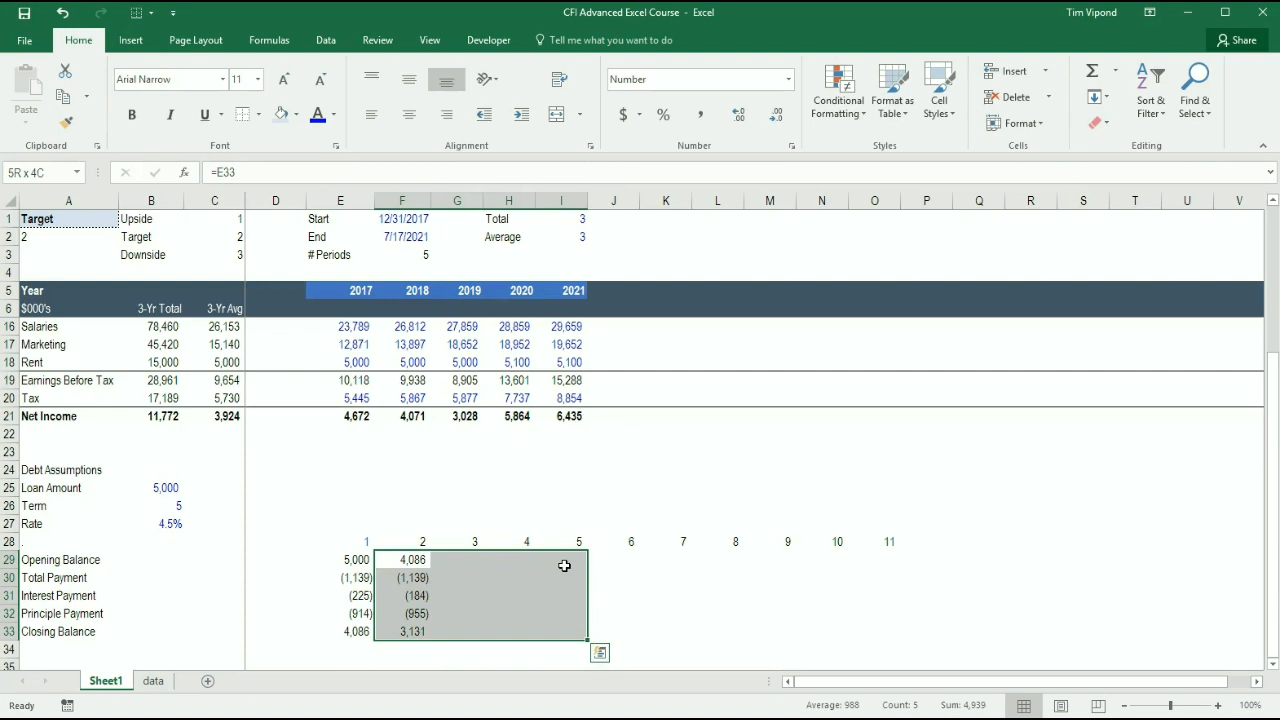 CFI Advanced Excel Course - Excel
Tim Vipond
File Home Insert Page Layout Formulas Data Review View Developer Tell me what you want to do Share
Paste
Arial Narrow 11
B I U A
Number
$ % ,
Conditional Formatting
Format as Table
Cell Styles
Insert
Delete
Format
Sort & Filter
Find & Select
Clipboard Font Alignment Number Styles Cells Editing
5R x 4C fx =E33
A B C D E F G H I J K L M N O P Q R S T U V
1 Target Upside 1 Start 12/31/2017 Total 3
2 2 Target 2 End 7/17/2021 Average 3
3 Downside 3 # Periods 5
4
5 Year 2017 2018 2019 2020 2021
6 $000's 3-Yr Total 3-Yr Avg
16 Salaries 78,460 26,153 23,789 26,812 27,859 28,859 29,659
17 Marketing 45,420 15,140 12,871 13,897 18,652 18,952 19,652
18 Rent 15,000 5,000 5,000 5,000 5,000 5,100 5,100
19 Earnings Before Tax 28,961 9,654 10,118 9,938 8,905 13,601 15,288
20 Tax 17,189 5,730 5,445 5,867 5,877 7,737 8,854
21 Net Income 11,772 3,924 4,672 4,071 3,028 5,864 6,435
22
23
24 Debt Assumptions
25 Loan Amount 5,000
26 Term 5
27 Rate 4.5%
28 . 1 2 3 4 5 6 7 8 9 10 11
29 Opening Balance 5,000 4,086
30 Total Payment (1,139) (1,139)
31 Interest Payment (225) (184)
32 Principle Payment (914) (955)
33 Closing Balance 4,086 3,131
34
35
Sheet1 data
Ready Average: 988 Count: 5 Sum: 4,939 100%